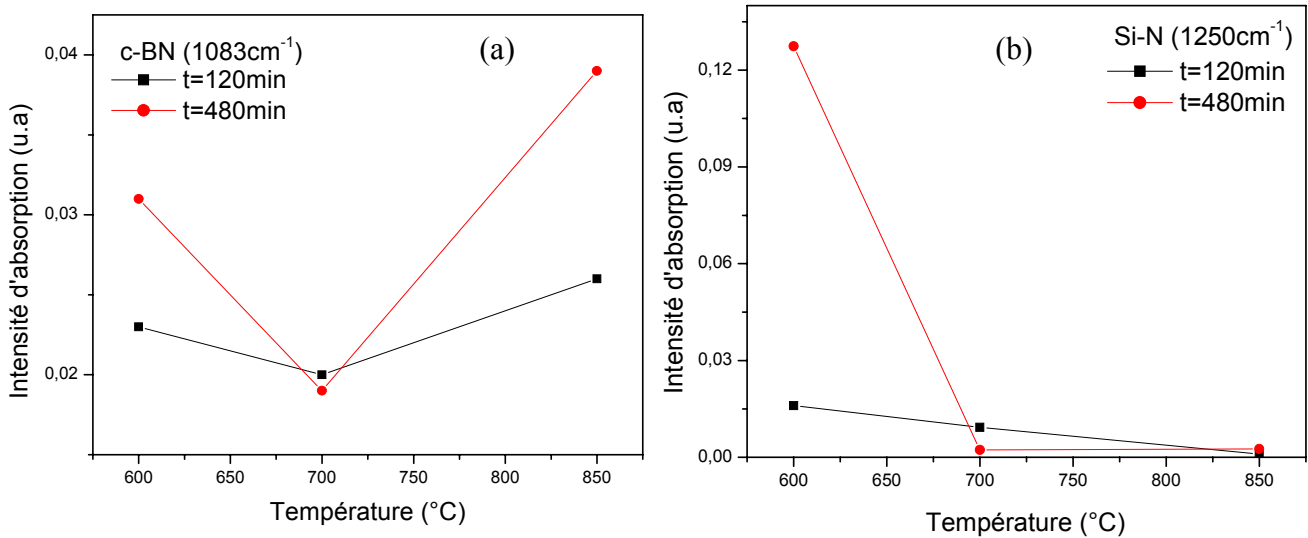 c-BN (1083cm⁻¹)
t=120min
t=480min
(a)
0,04
0,03
0,02
Intensité d'absorption (u.a)
600 650 700 750 800 850
Température (°C)
Si-N (1250cm⁻¹)
t=120min
t=480min
(b)
0,12
0,09
0,06
0,03
0,00
Intensité d'absorption (u.a)
600 650 700 750 800 850
Température (°C)